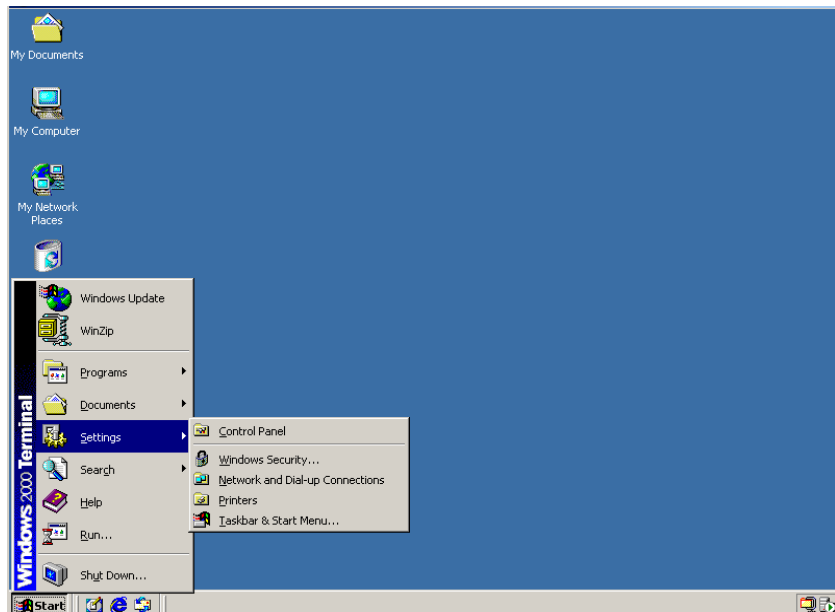 My Documents
My Computer
My Network
Places
Windows Update
WinZip
Programs
Documents
Settings
Search
Help
Run...
Shut Down...
Windows 2000 Terminal
Control Panel
Windows Security...
Network and Dial-up Connections
Printers
Taskbar & Start Menu...
Start